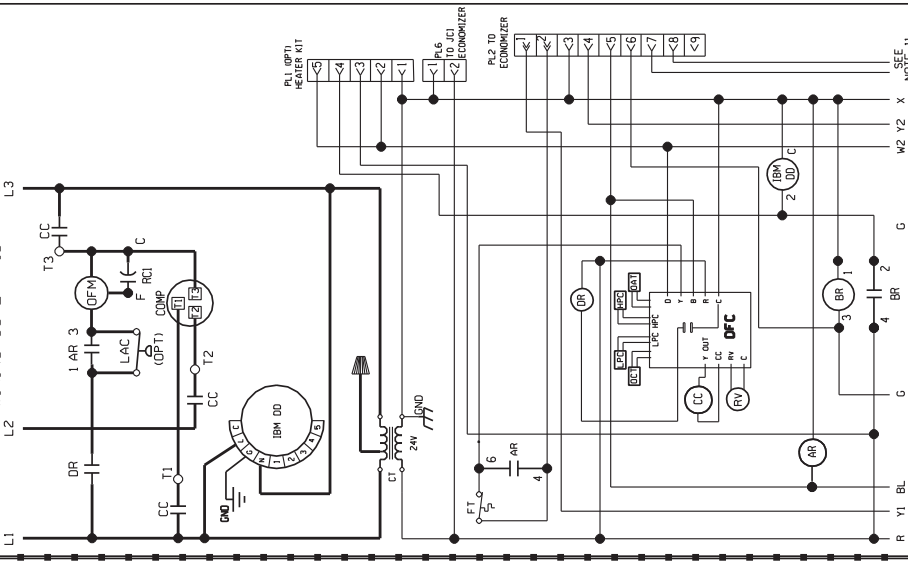 L1
L2
L3
DR
1 AR 3
LAC
(OPT)
OFM
CC
T3
C
F
RC1
COMP
T1
T2
T3
CC
T1
CC
T2
GND
C
L
G
N
1
2
3
4
5
IBM DD
CT
24V
GND
PL1 (OPT)
HEATER KIT
<5
<4
<3
<2
<1
PL6
TO JC1
ECONOMIZER
<1
<2
PL2 TO
ECONOMIZER
1
2
<3
<4
<5
<6
<7
<8
<9
FT
6
AR
4
DR
OCT
LPC
HPC
OAT
LPC HPC
D
Y
B
R
C
DFC
Y OUT
CC
RV
C
CC
RV
AR
IBM
DD
C
2
BR
1
3
2
BR
4
R
Y1
BL
G
G
W2
Y2
X
SEE